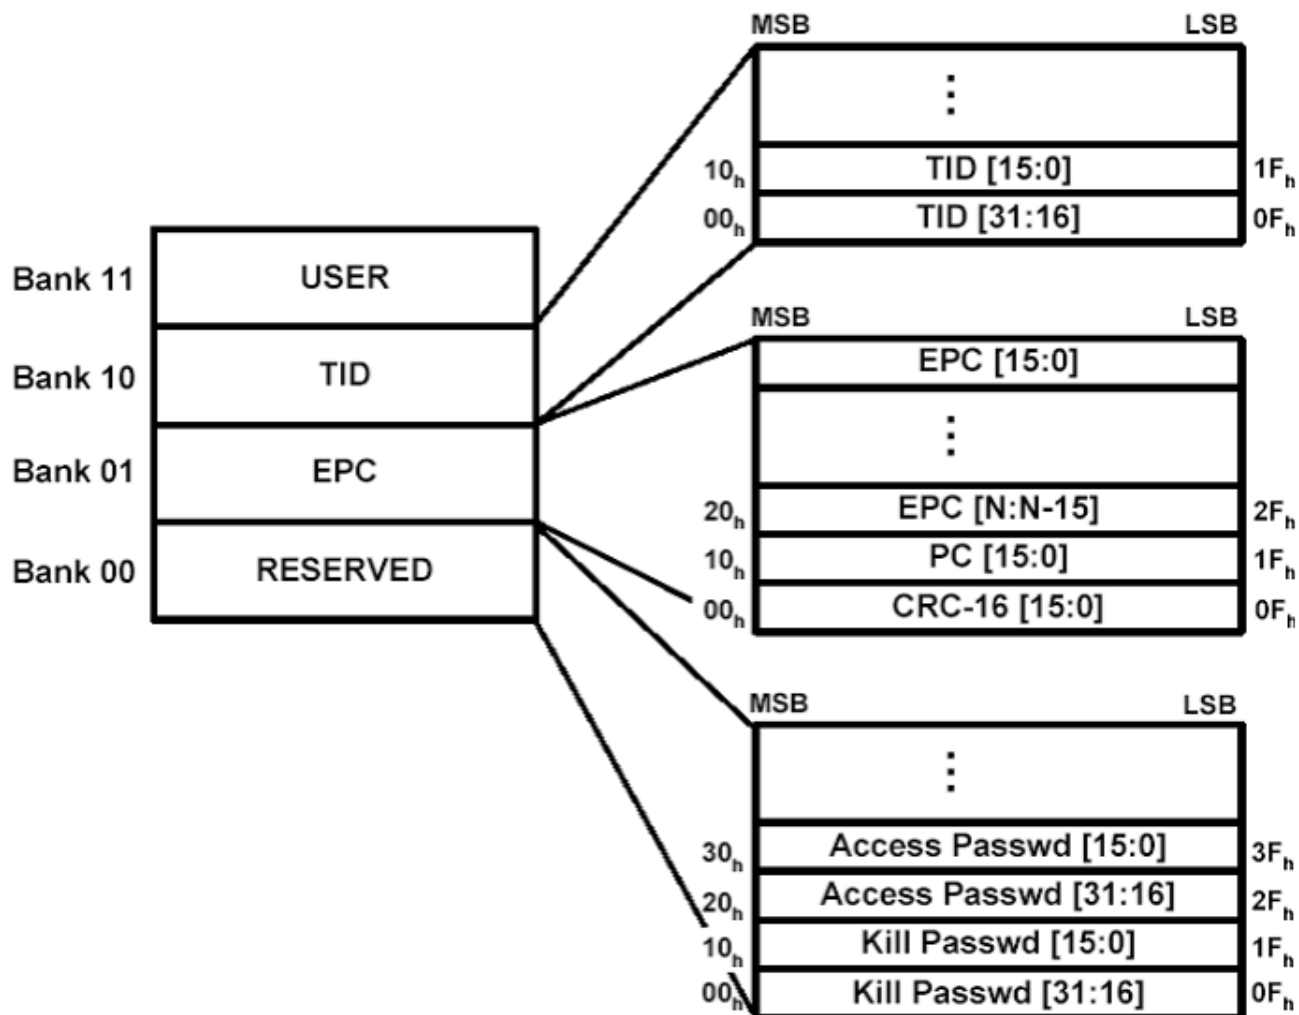 MSB LSB
⋮
10h TID [15:0] 1Fh
00h TID [31:16] 0Fh
Bank 11 USER
Bank 10 TID
Bank 01 EPC
Bank 00 RESERVED
MSB LSB
EPC [15:0]
⋮
20h EPC [N:N-15] 2Fh
10h PC [15:0] 1Fh
00h CRC-16 [15:0] 0Fh
MSB LSB
⋮
30h Access Passwd [15:0] 3Fh
20h Access Passwd [31:16] 2Fh
10h Kill Passwd [15:0] 1Fh
00h Kill Passwd [31:16] 0Fh